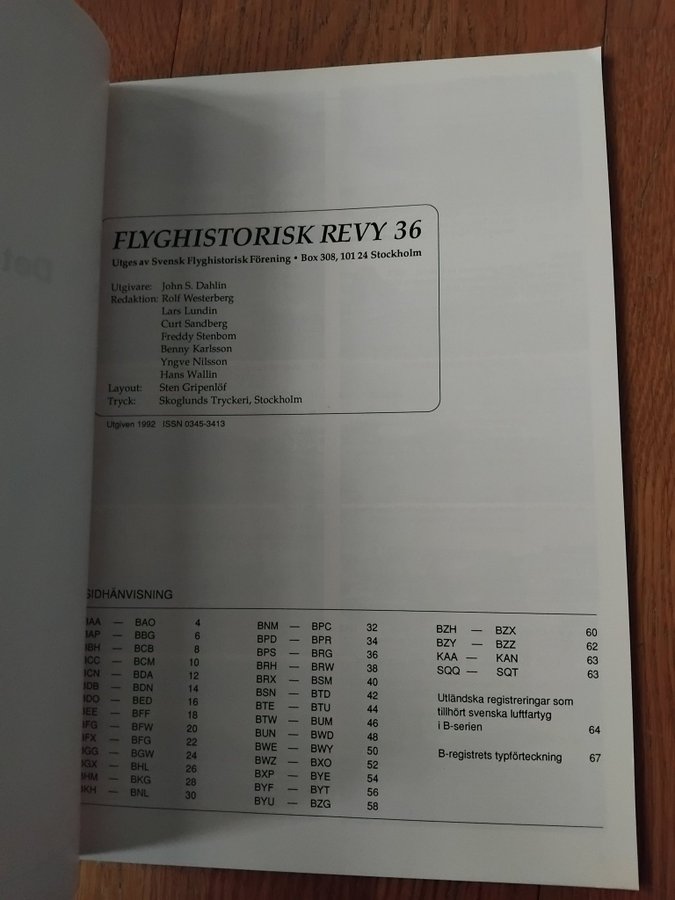 FLYGHISTORISK REVY 36
Utges av Svensk Flyghistorisk Förening • Box 308, 101 24 Stockholm
Utgivare: John S. Dahlin
Redaktion: Rolf Westerberg
Lars Lundin
Curt Sandberg
Freddy Stenbom
Benny Karlsson
Yngve Nilsson
Hans Wallin
Layout: Sten Gripenlöf
Tryck: Skoglunds Tryckeri, Stockholm
Utgiven 1992 ISSN 0345-3413
SIDHÄNVISNING
— BAO 4
— BBG 6
— BCB 8
— BCM 10
— BDA 12
— BDN 14
— BED 16
— BFF 18
— BFW 20
— BFG 22
— BGW 24
— BHL 26
— BKG 28
— BNL 30
BNM — BPC 32
BPD — BPR 34
BPS — BRG 36
BRH — BRW 38
BRX — BSM 40
BSN — BTD 42
BTE — BTU 44
BTW — BUM 46
BUN — BWD 48
BWE — BWY 50
BWZ — BXO 52
BXP — BYE 54
BYF — BYT 56
BYU — BZG 58
BZH — BZX 60
BZY — BZZ 62
KAA — KAN 63
SQQ — SQT 63
Utländska registreringar som
tillhört svenska luftfartyg
i B-serien 64
B-registrets typförteckning 67